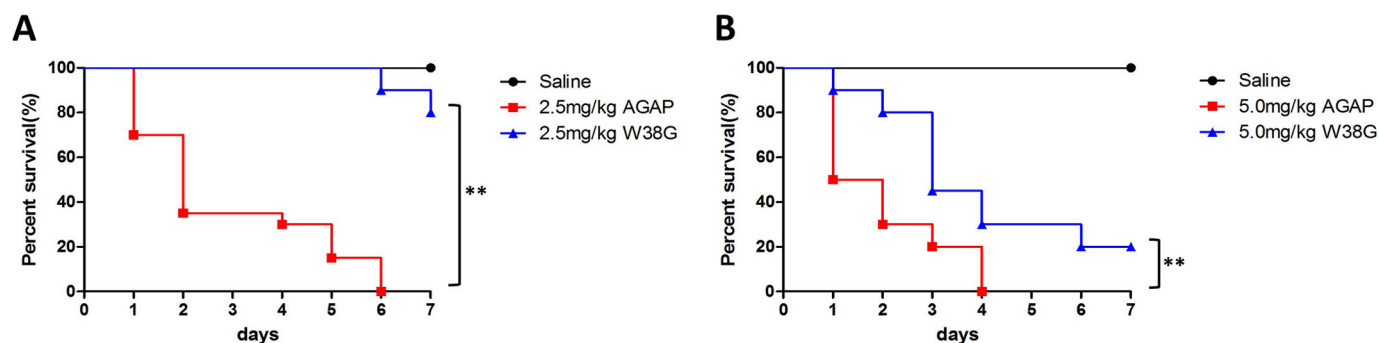 A
Percent survival(%)
100
80
60
40
20
0
0 1 2 3 4 5 6 7
days
Saline
2.5mg/kg AGAP
2.5mg/kg W38G
**
B
Percent survival(%)
100
80
60
40
20
0
0 1 2 3 4 5 6 7
days
Saline
5.0mg/kg AGAP
5.0mg/kg W38G
**